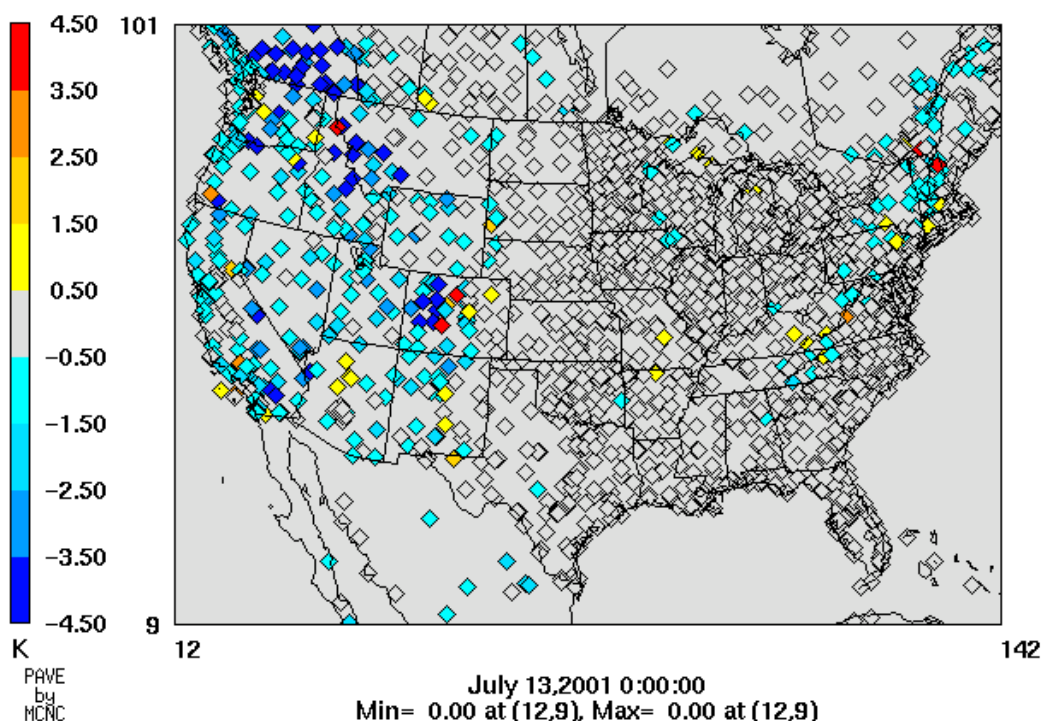 4.50
3.50
2.50
1.50
0.50
−0.50
−1.50
−2.50
−3.50
−4.50
K
PAVE
by
MCNC
101
9
12
142
July 13,2001 0:00:00
Min= 0.00 at (12,9), Max= 0.00 at (12,9)